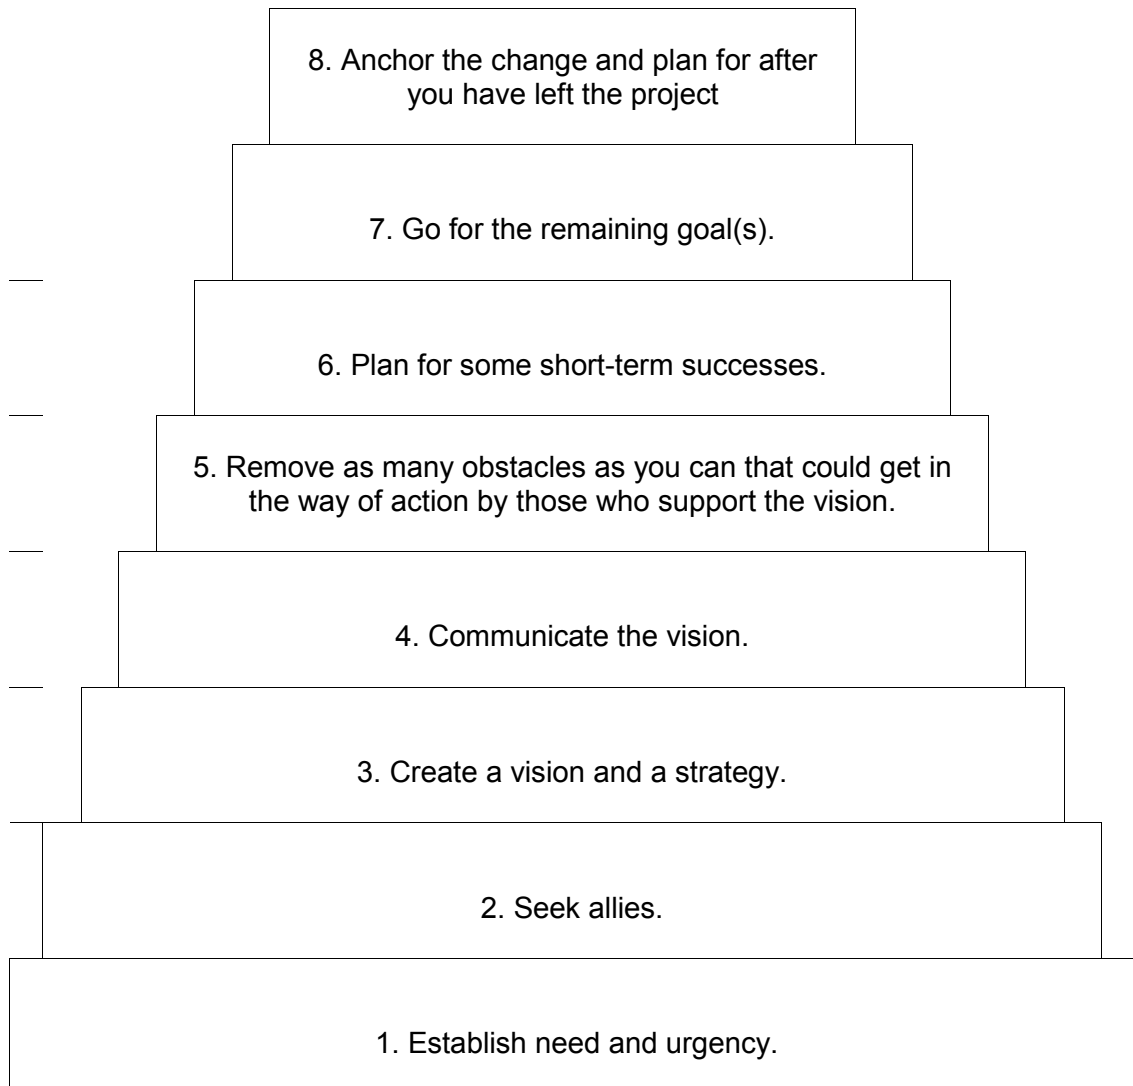 8. Anchor the change and plan for after
you have left the project
7. Go for the remaining goal(s).
6. Plan for some short-term successes.
5. Remove as many obstacles as you can that could get in
the way of action by those who support the vision.
4. Communicate the vision.
3. Create a vision and a strategy.
2. Seek allies.
1. Establish need and urgency.